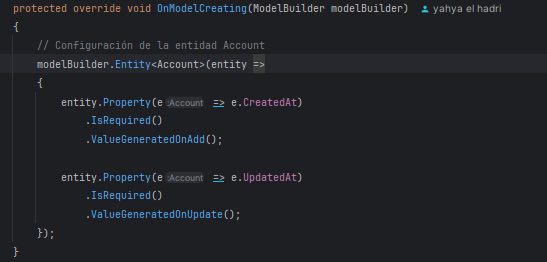 protected override void OnModelCreating(ModelBuilder modelBuilder) yahya el hadri
{
// Configuración de la entidad Account
modelBuilder.Entity<Account>(entity =>
{
entity.Property(e :Account => e.CreatedAt)
.IsRequired()
.ValueGeneratedOnAdd();
entity.Property(e :Account => e.UpdatedAt)
.IsRequired()
.ValueGeneratedOnUpdate();
});
}